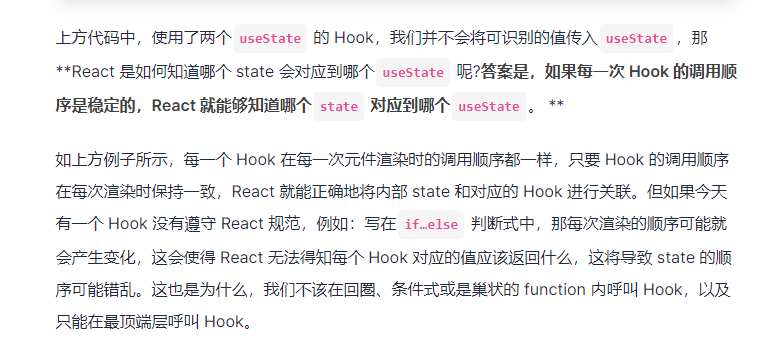 上方代码中，使用了两个 useState 的 Hook，我们并不会将可识别的值传入 useState ，那
**React 是如何知道哪个 state 会对应到哪个 useState 呢?答案是，如果每一次 Hook 的调用顺
序是稳定的，React 就能够知道哪个 state 对应到哪个 useState 。 **
如上方例子所示，每一个 Hook 在每一次元件渲染时的调用顺序都一样，只要 Hook 的调用顺序
在每次渲染时保持一致，React 就能正确地将内部 state 和对应的 Hook 进行关联。但如果今天
有一个 Hook 没有遵守 React 规范，例如：写在 if…else 判断式中，那每次渲染的顺序可能就
会产生变化，这会使得 React 无法得知每个 Hook 对应的值应该返回什么，这将导致 state 的顺
序可能错乱。这也是为什么，我们不该在回圈、条件式或是巢状的 function 内呼叫 Hook，以及
只能在最顶端层呼叫 Hook。